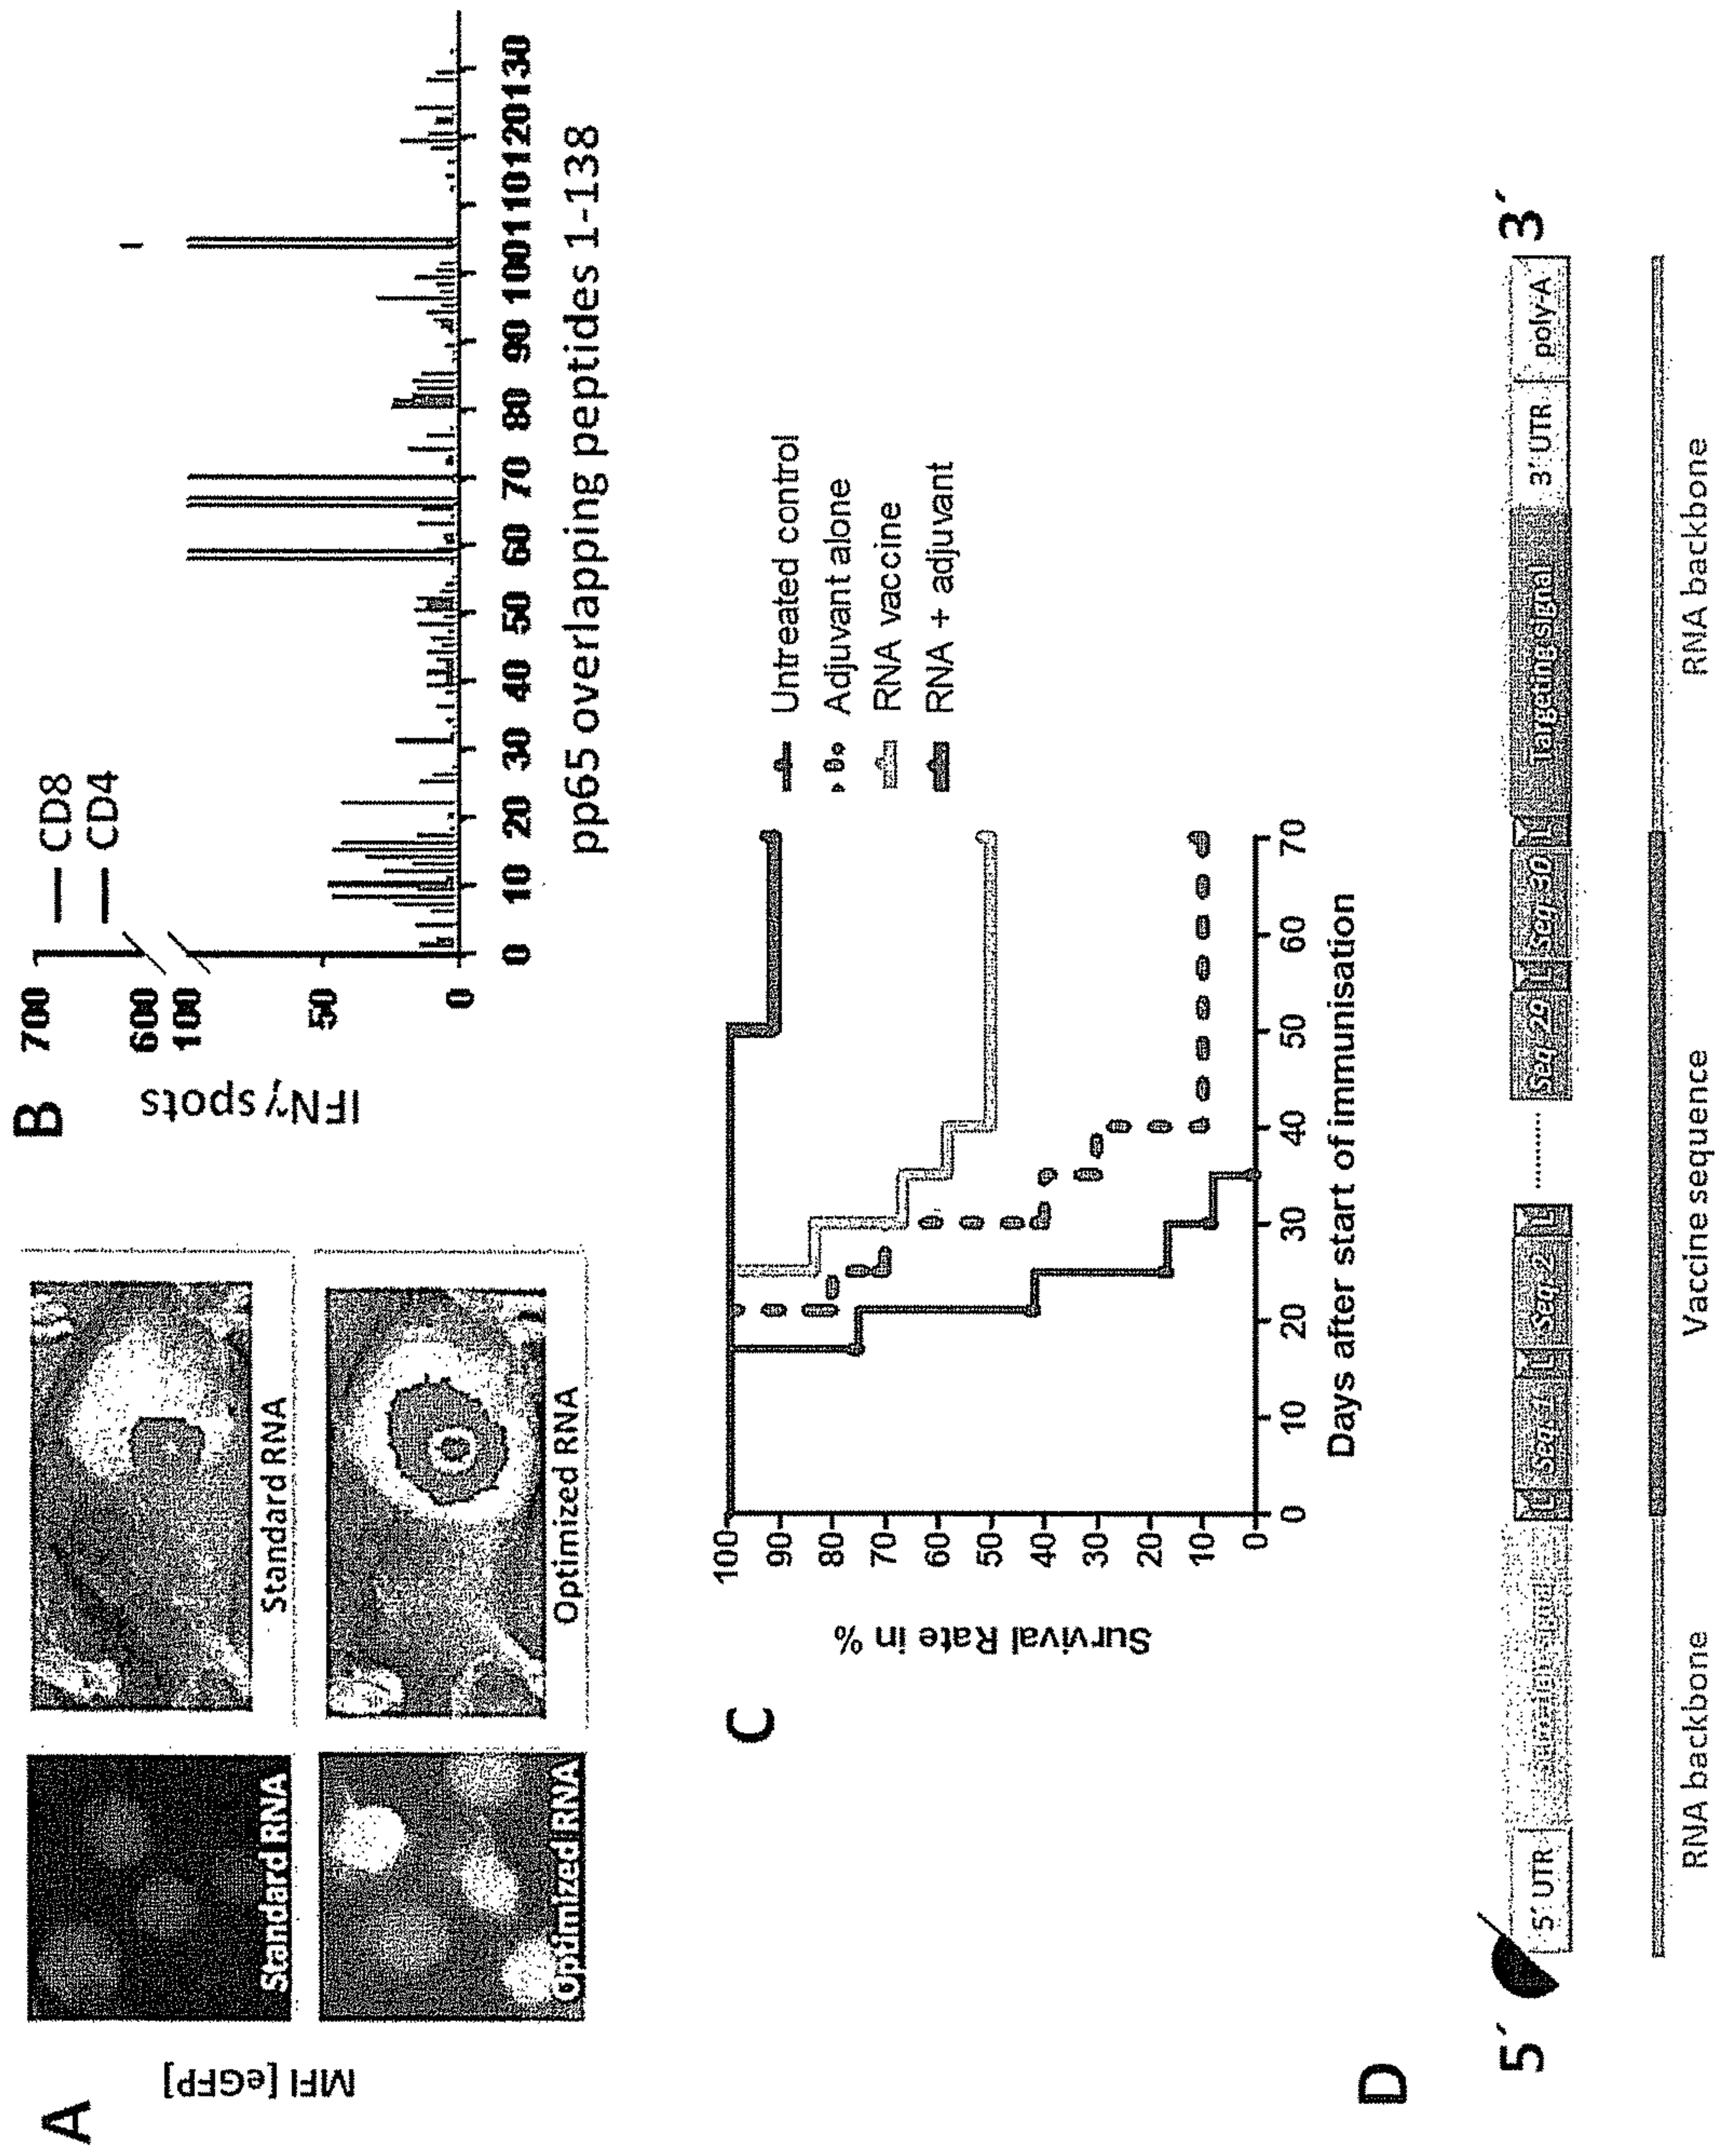 A
MFI [eGFP]
Standard RNA
Optimized RNA
Standard RNA
Optimized RNA
B
IFNγ spots
700
600
100
50
0
CD8
CD4
0 10 20 30 40 50 60 70 80 90 100 110 120 130
pp65 overlapping peptides 1-138
C
Survival Rate in %
100
90
80
70
60
50
40
30
20
10
0
0 10 20 30 40 50 60 70
Days after start of immunisation
Untreated control
Adjuvant alone
RNA vaccine
RNA + adjuvant
D
5´ 5´ UTR L Seq. 1 L Seq. 2 L ......... Seq. 29 L Seq. 30 L Targeting signal 3´ UTR poly-A 3´
RNA backbone Vaccine sequence RNA backbone